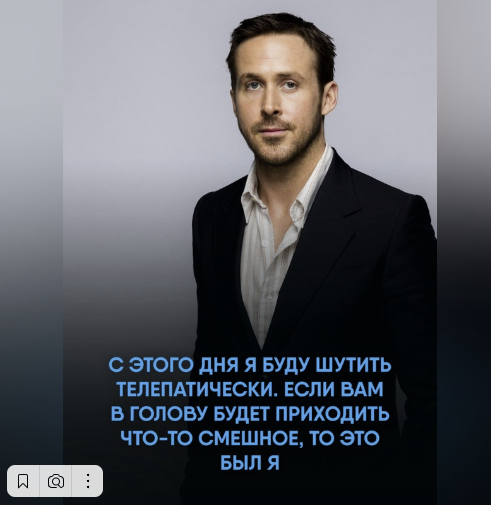 С ЭТОГО ДНЯ Я БУДУ ШУТИТЬ
ТЕЛЕПАТИЧЕСКИ. ЕСЛИ ВАМ
В ГОЛОВУ БУДЕТ ПРИХОДИТЬ
ЧТО-ТО СМЕШНОЕ, ТО ЭТО
БЫЛ Я